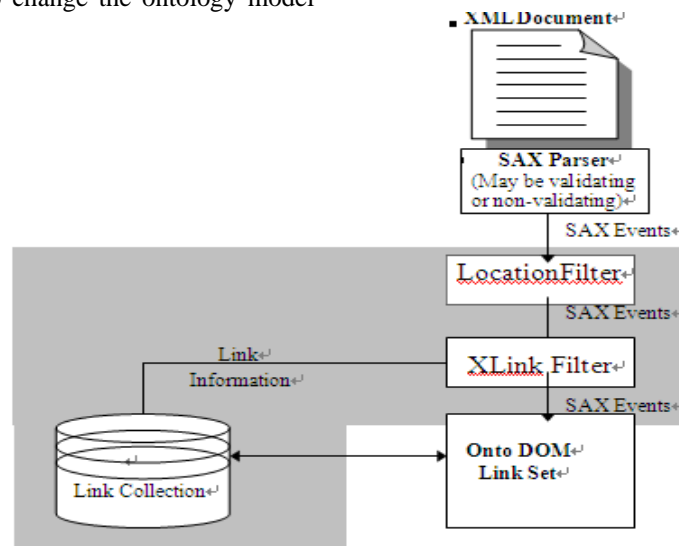 change the ontology model
XML Document
SAX Parser
(May be validating
or non-validating)
SAX Events
LocationFilter
SAX Events
Link
Information
XLink Filter
SAX Events
Onto DOM
Link Set
Link Collection